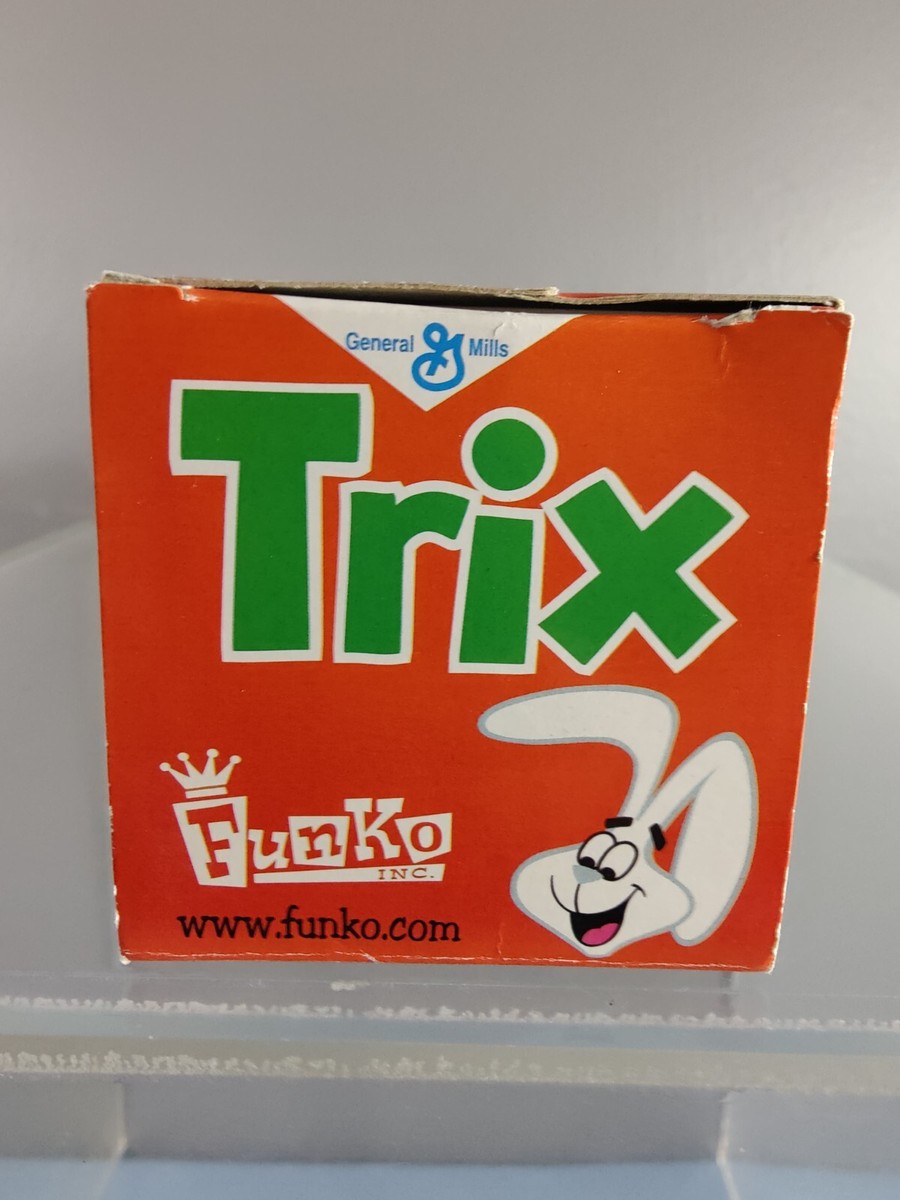 General G Mills
Trix
Funko
INC.
www.funko.com